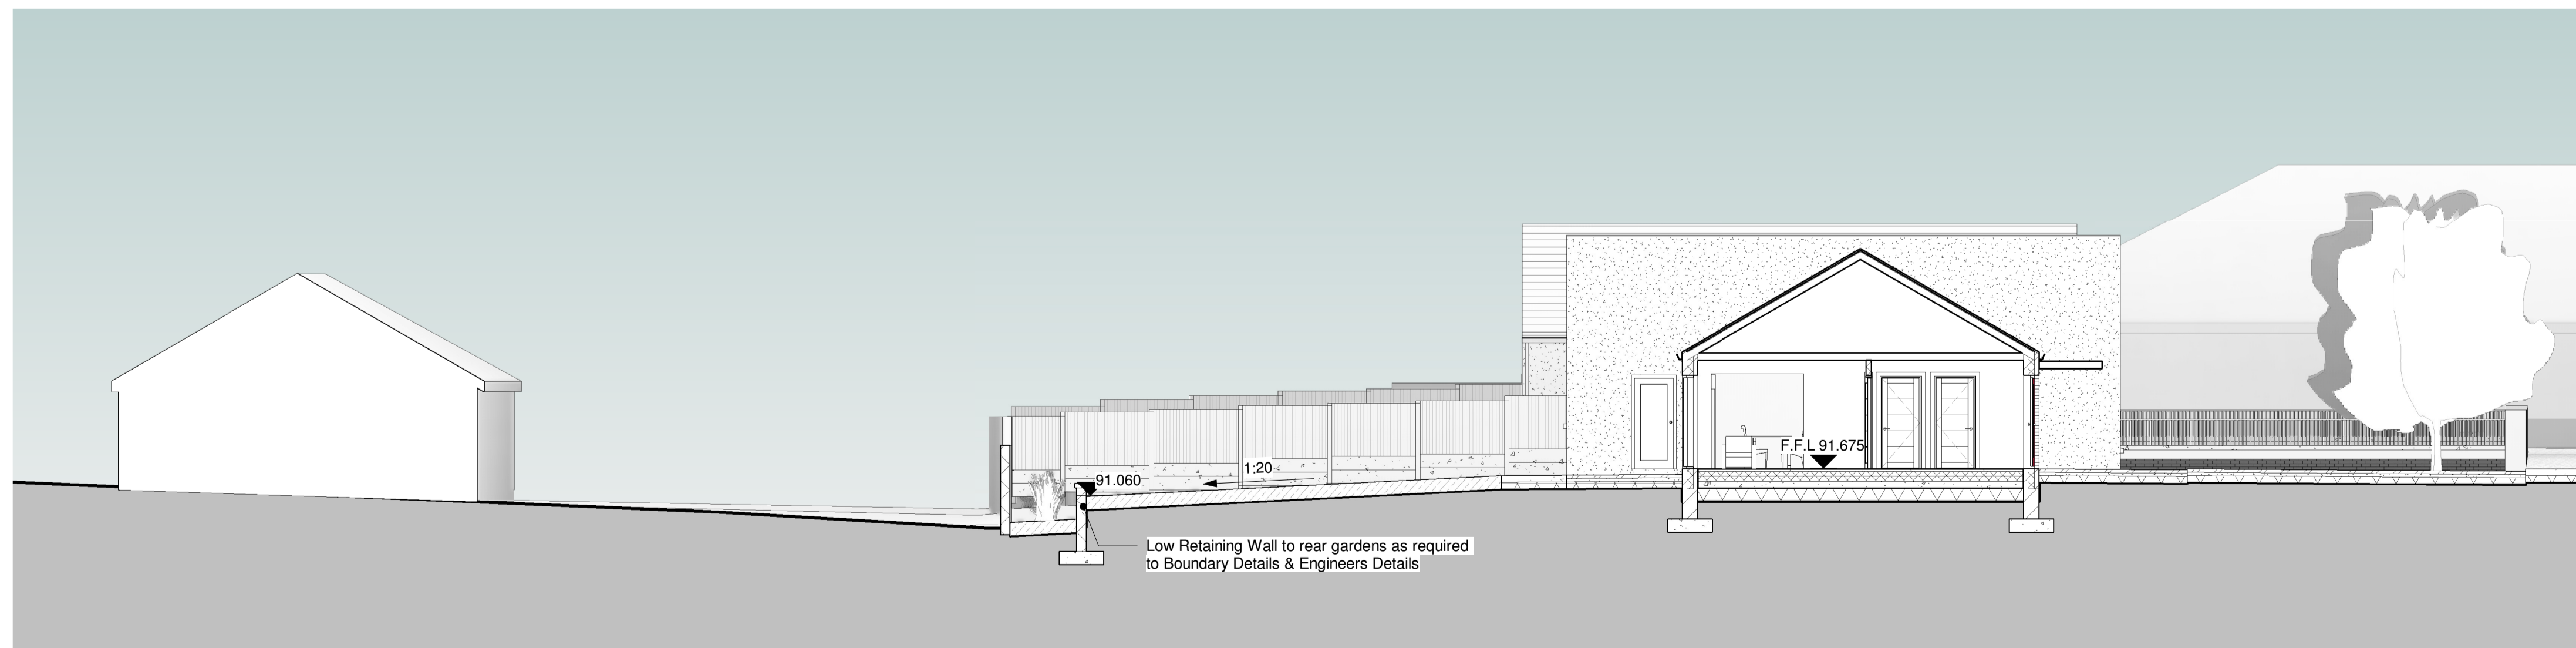 F.F.L 91.675
1:20
91.060
Low Retaining Wall to rear gardens as required
to Boundary Details & Engineers Details